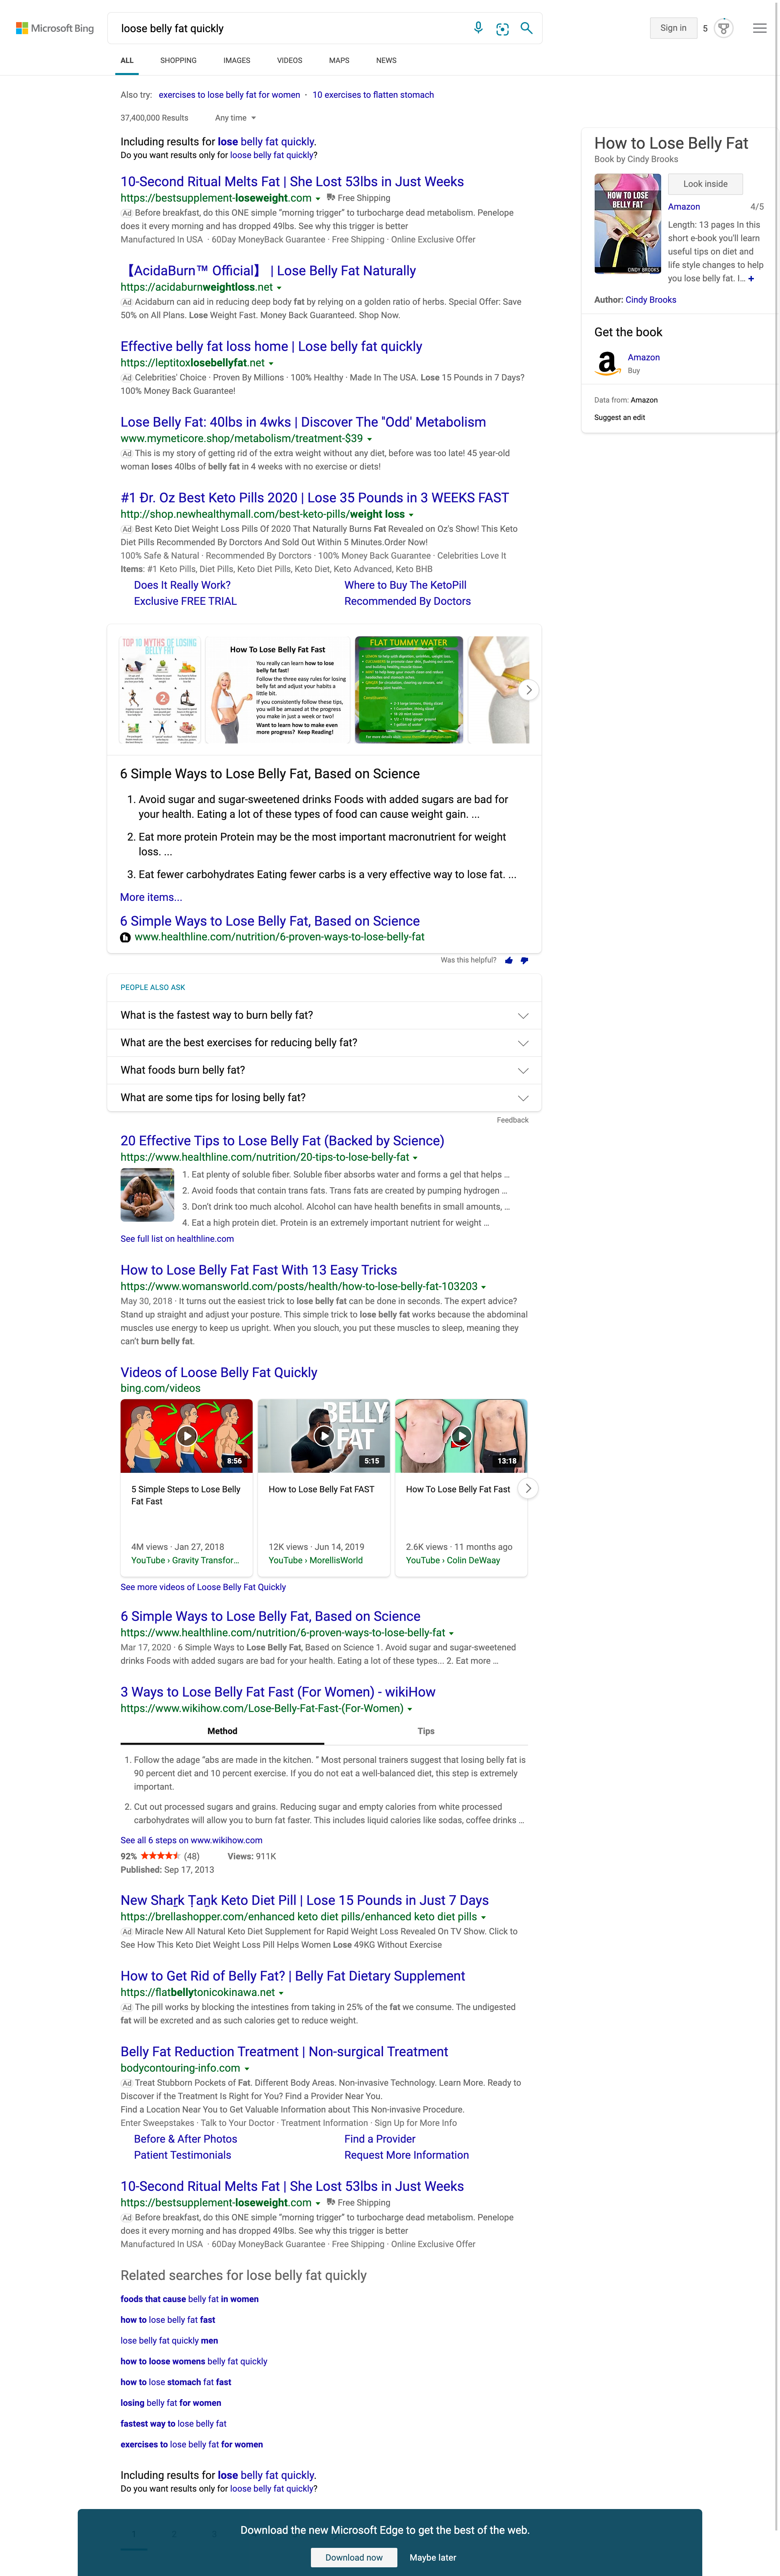 Microsoft Bing
loose belly fat quickly
Sign in
5
ALL
SHOPPING
IMAGES
VIDEOS
MAPS
NEWS
Also try: exercises to lose belly fat for women · 10 exercises to flatten stomach
37,400,000 Results
Any time
Including results for lose belly fat quickly.
Do you want results only for loose belly fat quickly?
10-Second Ritual Melts Fat | She Lost 53lbs in Just Weeks
https://bestsupplement-loseweight.com
Free Shipping
Ad Before breakfast, do this ONE simple “morning trigger” to turbocharge dead metabolism. Penelope
does it every morning and has dropped 49lbs. See why this trigger is better
Manufactured In USA · 60Day MoneyBack Guarantee · Free Shipping · Online Exclusive Offer
【AcidaBurn™ Official】 | Lose Belly Fat Naturally
https://acidaburnweightloss.net
Ad Acidaburn can aid in reducing deep body fat by relying on a golden ratio of herbs. Special Offer: Save
50% on All Plans. Lose Weight Fast. Money Back Guaranteed. Shop Now.
Effective belly fat loss home | Lose belly fat quickly
https://leptitoxlosebellyfat.net
Ad Celebrities' Choice · Proven By Millions · 100% Healthy · Made In The USA. Lose 15 Pounds in 7 Days?
100% Money Back Guarantee!
Lose Belly Fat: 40lbs in 4wks | Discover The "Odd' Metabolism
www.mymeticore.shop/metabolism/treatment-$39
Ad This is my story of getting rid of the extra weight without any diet, before was too late! 45 year-old
woman loses 40lbs of belly fat in 4 weeks with no exercise or diets!
#1 Ðr. Oz Best Keto Pills 2020 | Lose 35 Pounds in 3 WEEKS FAST
http://shop.newhealthymall.com/best-keto-pills/weight loss
Ad Best Keto Diet Weight Loss Pills Of 2020 That Naturally Burns Fat Revealed on Oz's Show! This Keto
Diet Pills Recommended By Dorctors And Sold Out Within 5 Minutes.Order Now!
100% Safe & Natural · Recommended By Dorctors · 100% Money Back Guarantee · Celebrities Love It
Items: #1 Keto Pills, Diet Pills, Keto Diet Pills, Keto Diet, Keto Advanced, Keto BHB
Does It Really Work?
Where to Buy The KetoPill
Exclusive FREE TRIAL
Recommended By Doctors
TOP 10 MYTHS OF LOSING
BELLY FAT
2
How To Lose Belly Fat Fast
You really can learn how to lose
belly fat fast!
Follow the three easy rules for losing
belly fat and adjust your habits a
little bit.
If you consistently follow these tips,
at the progress
you make in just a week or two!
Want to learn how to make even
more progress? Keep Reading!
FLAT TUMMY WATER
6 Simple Ways to Lose Belly Fat, Based on Science
1. Avoid sugar and sugar-sweetened drinks Foods with added sugars are bad for
your health. Eating a lot of these types of food can cause weight gain. ...
2. Eat more protein Protein may be the most important macronutrient for weight
loss. ...
3. Eat fewer carbohydrates Eating fewer carbs is a very effective way to lose fat. ...
More items...
6 Simple Ways to Lose Belly Fat, Based on Science
www.healthline.com/nutrition/6-proven-ways-to-lose-belly-fat
Was this helpful?
PEOPLE ALSO ASK
What is the fastest way to burn belly fat?
What are the best exercises for reducing belly fat?
What foods burn belly fat?
What are some tips for losing belly fat?
Feedback
20 Effective Tips to Lose Belly Fat (Backed by Science)
https://www.healthline.com/nutrition/20-tips-to-lose-belly-fat
1. Eat plenty of soluble fiber. Soluble fiber absorbs water and forms a gel that helps ...
2. Avoid foods that contain trans fats. Trans fats are created by pumping hydrogen ...
3. Don't drink too much alcohol. Alcohol can have health benefits in small amounts, ...
4. Eat a high protein diet. Protein is an extremely important nutrient for weight ...
See full list on healthline.com
How to Lose Belly Fat Fast With 13 Easy Tricks
https://www.womansworld.com/posts/health/how-to-lose-belly-fat-103203
May 30, 2018 · It turns out the easiest trick to lose belly fat can be done in seconds. The expert advice?
Stand up straight and adjust your posture. This simple trick to lose belly fat works because the abdominal
muscles use energy to keep us upright. When you slouch, you put these muscles to sleep, meaning they
can't burn belly fat.
Videos of Loose Belly Fat Quickly
bing.com/videos
8:56
BELLY
FAT
5:15
13:18
5 Simple Steps to Lose Belly
Fat Fast
4M views · Jan 27, 2018
YouTube › Gravity Transfor...
How to Lose Belly Fat FAST
12K views · Jun 14, 2019
YouTube › MorellisWorld
How To Lose Belly Fat Fast
2.6K views · 11 months ago
YouTube › Colin DeWaay
See more videos of Loose Belly Fat Quickly
6 Simple Ways to Lose Belly Fat, Based on Science
https://www.healthline.com/nutrition/6-proven-ways-to-lose-belly-fat
Mar 17, 2020 · 6 Simple Ways to Lose Belly Fat, Based on Science 1. Avoid sugar and sugar-sweetened
drinks Foods with added sugars are bad for your health. Eating a lot of these types... 2. Eat more ...
3 Ways to Lose Belly Fat Fast (For Women) - wikiHow
https://www.wikihow.com/Lose-Belly-Fat-Fast-(For-Women)
Method
Tips
1. Follow the adage “abs are made in the kitchen. ” Most personal trainers suggest that losing belly fat is
90 percent diet and 10 percent exercise. If you do not eat a well-balanced diet, this step is extremely
important.
2. Cut out processed sugars and grains. Reducing sugar and empty calories from white processed
carbohydrates will allow you to burn fat faster. This includes liquid calories like sodas, coffee drinks ...
See all 6 steps on www.wikihow.com
92%
(48)
Views: 911K
Published: Sep 17, 2013
New Sha̱rk Ṭaṉk Keto Diet Pill | Lose 15 Pounds in Just 7 Days
https://brellashopper.com/enhanced keto diet pills/enhanced keto diet pills
Ad Miracle New All Natural Keto Diet Supplement for Rapid Weight Loss Revealed On TV Show. Click to
See How This Keto Diet Weight Loss Pill Helps Women Lose 49KG Without Exercise
How to Get Rid of Belly Fat? | Belly Fat Dietary Supplement
https://flatbellytonicokinawa.net
Ad The pill works by blocking the intestines from taking in 25% of the fat we consume. The undigested
fat will be excreted and as such calories get to reduce weight.
Belly Fat Reduction Treatment | Non-surgical Treatment
bodycontouring-info.com
Ad Treat Stubborn Pockets of Fat. Different Body Areas. Non-invasive Technology. Learn More. Ready to
Discover if the Treatment Is Right for You? Find a Provider Near You.
Find a Location Near You to Get Valuable Information about This Non-invasive Procedure.
Enter Sweepstakes · Talk to Your Doctor · Treatment Information · Sign Up for More Info
Before & After Photos
Find a Provider
Patient Testimonials
Request More Information
10-Second Ritual Melts Fat | She Lost 53lbs in Just Weeks
https://bestsupplement-loseweight.com
Free Shipping
Ad Before breakfast, do this ONE simple “morning trigger” to turbocharge dead metabolism. Penelope
does it every morning and has dropped 49lbs. See why this trigger is better
Manufactured In USA · 60Day MoneyBack Guarantee · Free Shipping · Online Exclusive Offer
Related searches for lose belly fat quickly
foods that cause belly fat in women
how to lose belly fat fast
lose belly fat quickly men
how to loose womens belly fat quickly
how to lose stomach fat fast
losing belly fat for women
fastest way to lose belly fat
exercises to lose belly fat for women
Including results for lose belly fat quickly.
Do you want results only for loose belly fat quickly?
1
2
3
Download the new Microsoft Edge to get the best of the web.
Download now
Maybe later
How to Lose Belly Fat
Book by Cindy Brooks
HOW TO LOSE
BELLY FAT
CINDY BROOKS
Look inside
Amazon
4/5
Length: 13 pages In this
short e-book you'll learn
useful tips on diet and
life style changes to help
you lose belly fat. I... +
Author: Cindy Brooks
Get the book
a
Amazon
Buy
Data from: Amazon
Suggest an edit